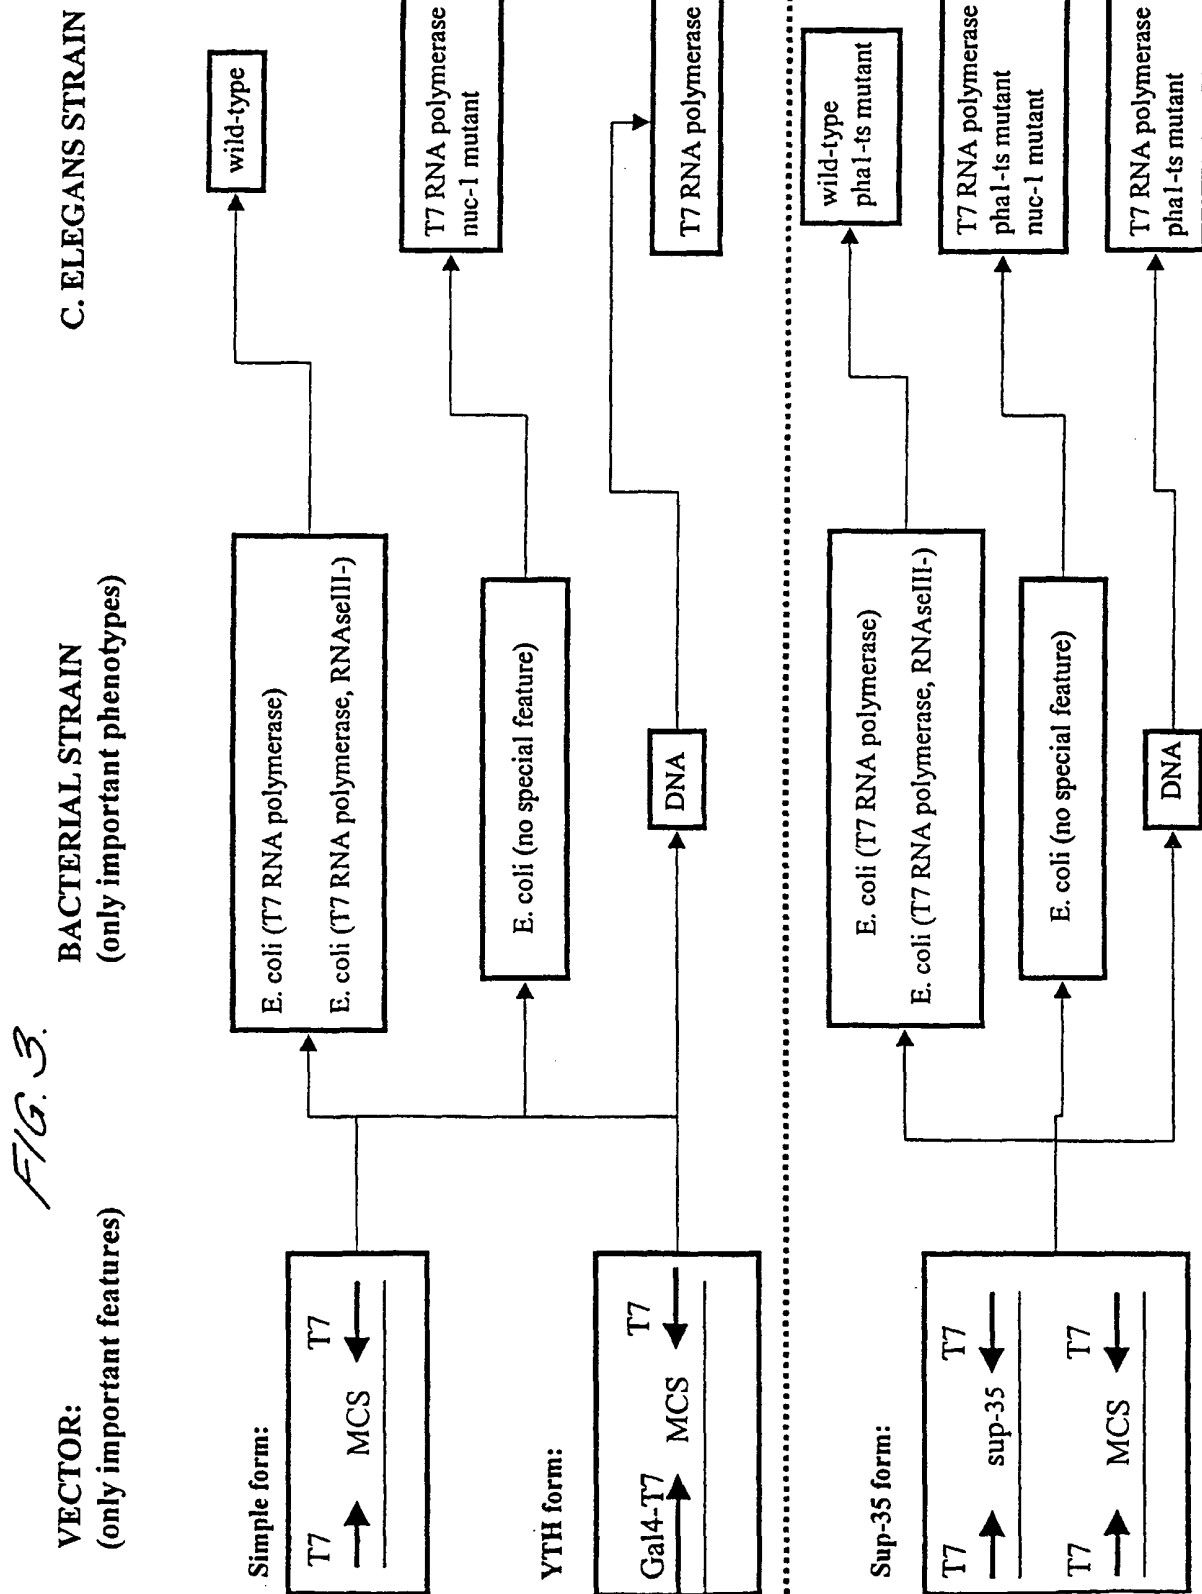 FIG. 3.
VECTOR:
(only important features)
BACTERIAL STRAIN
(only important phenotypes)
C. ELEGANS STRAIN
Simple form:
T7 T7
MCS
E. coli (T7 RNA polymerase)
E. coli (T7 RNA polymerase, RNAseIII-)
wild-type
E. coli (no special feature)
T7 RNA polymerase
nuc-1 mutant
YTH form:
Gal4-T7 T7
MCS
DNA
T7 RNA polymerase
Sup-35 form:
T7 T7
sup-35
T7 T7
MCS
E. coli (T7 RNA polymerase)
E. coli (T7 RNA polymerase, RNAseIII-)
wild-type
pha1-ts mutant
E. coli (no special feature)
T7 RNA polymerase
pha1-ts mutant
nuc-1 mutant
DNA
T7 RNA polymerase
pha1-ts mutant